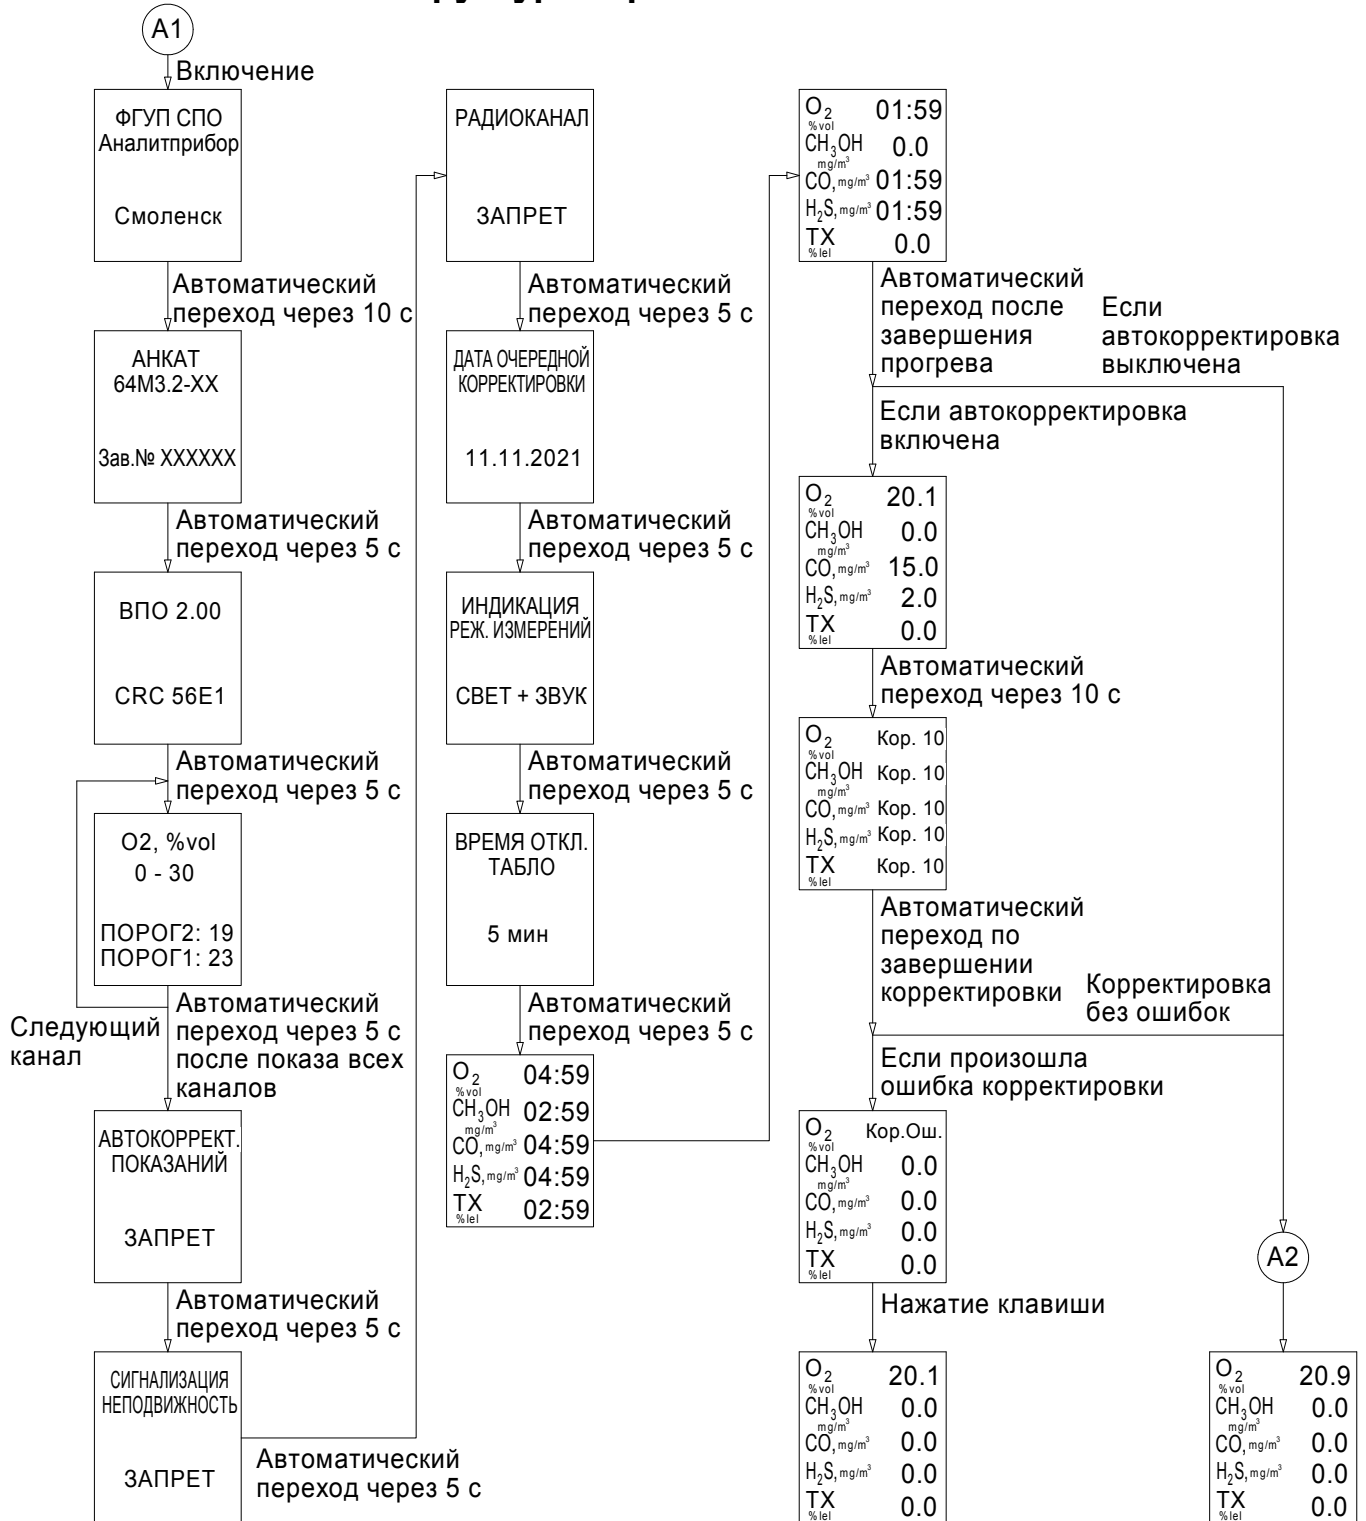 А1
Включение
ФГУП СПО
Аналитприбор
Смоленск
Автоматический
переход через 10 с
АНКАТ
64М3.2-ХХ
Зав.№ ХХХХХХ
Автоматический
переход через 5 с
ВПО 2.00
CRC 56E1
Автоматический
переход через 5 с
О2, %vol
0 - 30
ПОРОГ2: 19
ПОРОГ1: 23
Следующий
канал
Автоматический
переход через 5 с
после показа всех
каналов
АВТОКОРРЕКТ.
ПОКАЗАНИЙ
ЗАПРЕТ
Автоматический
переход через 5 с
СИГНАЛИЗАЦИЯ
НЕПОДВИЖНОСТЬ
ЗАПРЕТ
Автоматический
переход через 5 с
РАДИОКАНАЛ
ЗАПРЕТ
Автоматический
переход через 5 с
ДАТА ОЧЕРЕДНОЙ
КОРРЕКТИРОВКИ
11.11.2021
Автоматический
переход через 5 с
ИНДИКАЦИЯ
РЕЖ. ИЗМЕРЕНИЙ
СВЕТ + ЗВУК
Автоматический
переход через 5 с
ВРЕМЯ ОТКЛ.
ТАБЛО
5 мин
Автоматический
переход через 5 с
O2 %vol 04:59
CH3OH mg/m³ 02:59
CO, mg/m³ 04:59
H2S, mg/m³ 04:59
TX %lel 02:59
O2 %vol 01:59
CH3OH mg/m³ 0.0
CO, mg/m³ 01:59
H2S, mg/m³ 01:59
TX %lel 0.0
Автоматический
переход после
завершения
прогрева
Если
автокорректировка
выключена
Если автокорректировка
включена
O2 %vol 20.1
CH3OH mg/m³ 0.0
CO, mg/m³ 15.0
H2S, mg/m³ 2.0
TX %lel 0.0
Автоматический
переход через 10 с
O2 %vol Кор. 10
CH3OH mg/m³ Кор. 10
CO, mg/m³ Кор. 10
H2S, mg/m³ Кор. 10
TX %lel Кор. 10
Автоматический
переход по
завершении
корректировки
Корректировка
без ошибок
Если произошла
ошибка корректировки
O2 %vol Кор.Ош.
CH3OH mg/m³ 0.0
CO, mg/m³ 0.0
H2S, mg/m³ 0.0
TX %lel 0.0
Нажатие клавиши
O2 %vol 20.1
CH3OH mg/m³ 0.0
CO, mg/m³ 0.0
H2S, mg/m³ 0.0
TX %lel 0.0
А2
O2 %vol 20.9
CH3OH mg/m³ 0.0
CO, mg/m³ 0.0
H2S, mg/m³ 0.0
TX %lel 0.0